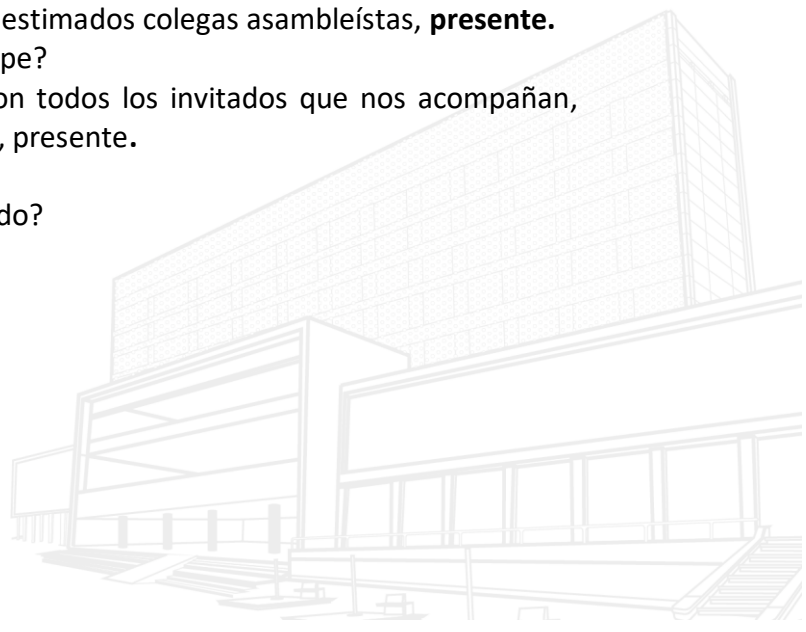 estimados colegas asambleístas, presente.
pe?
on todos los invitados que nos acompañan,
, presente.
do?